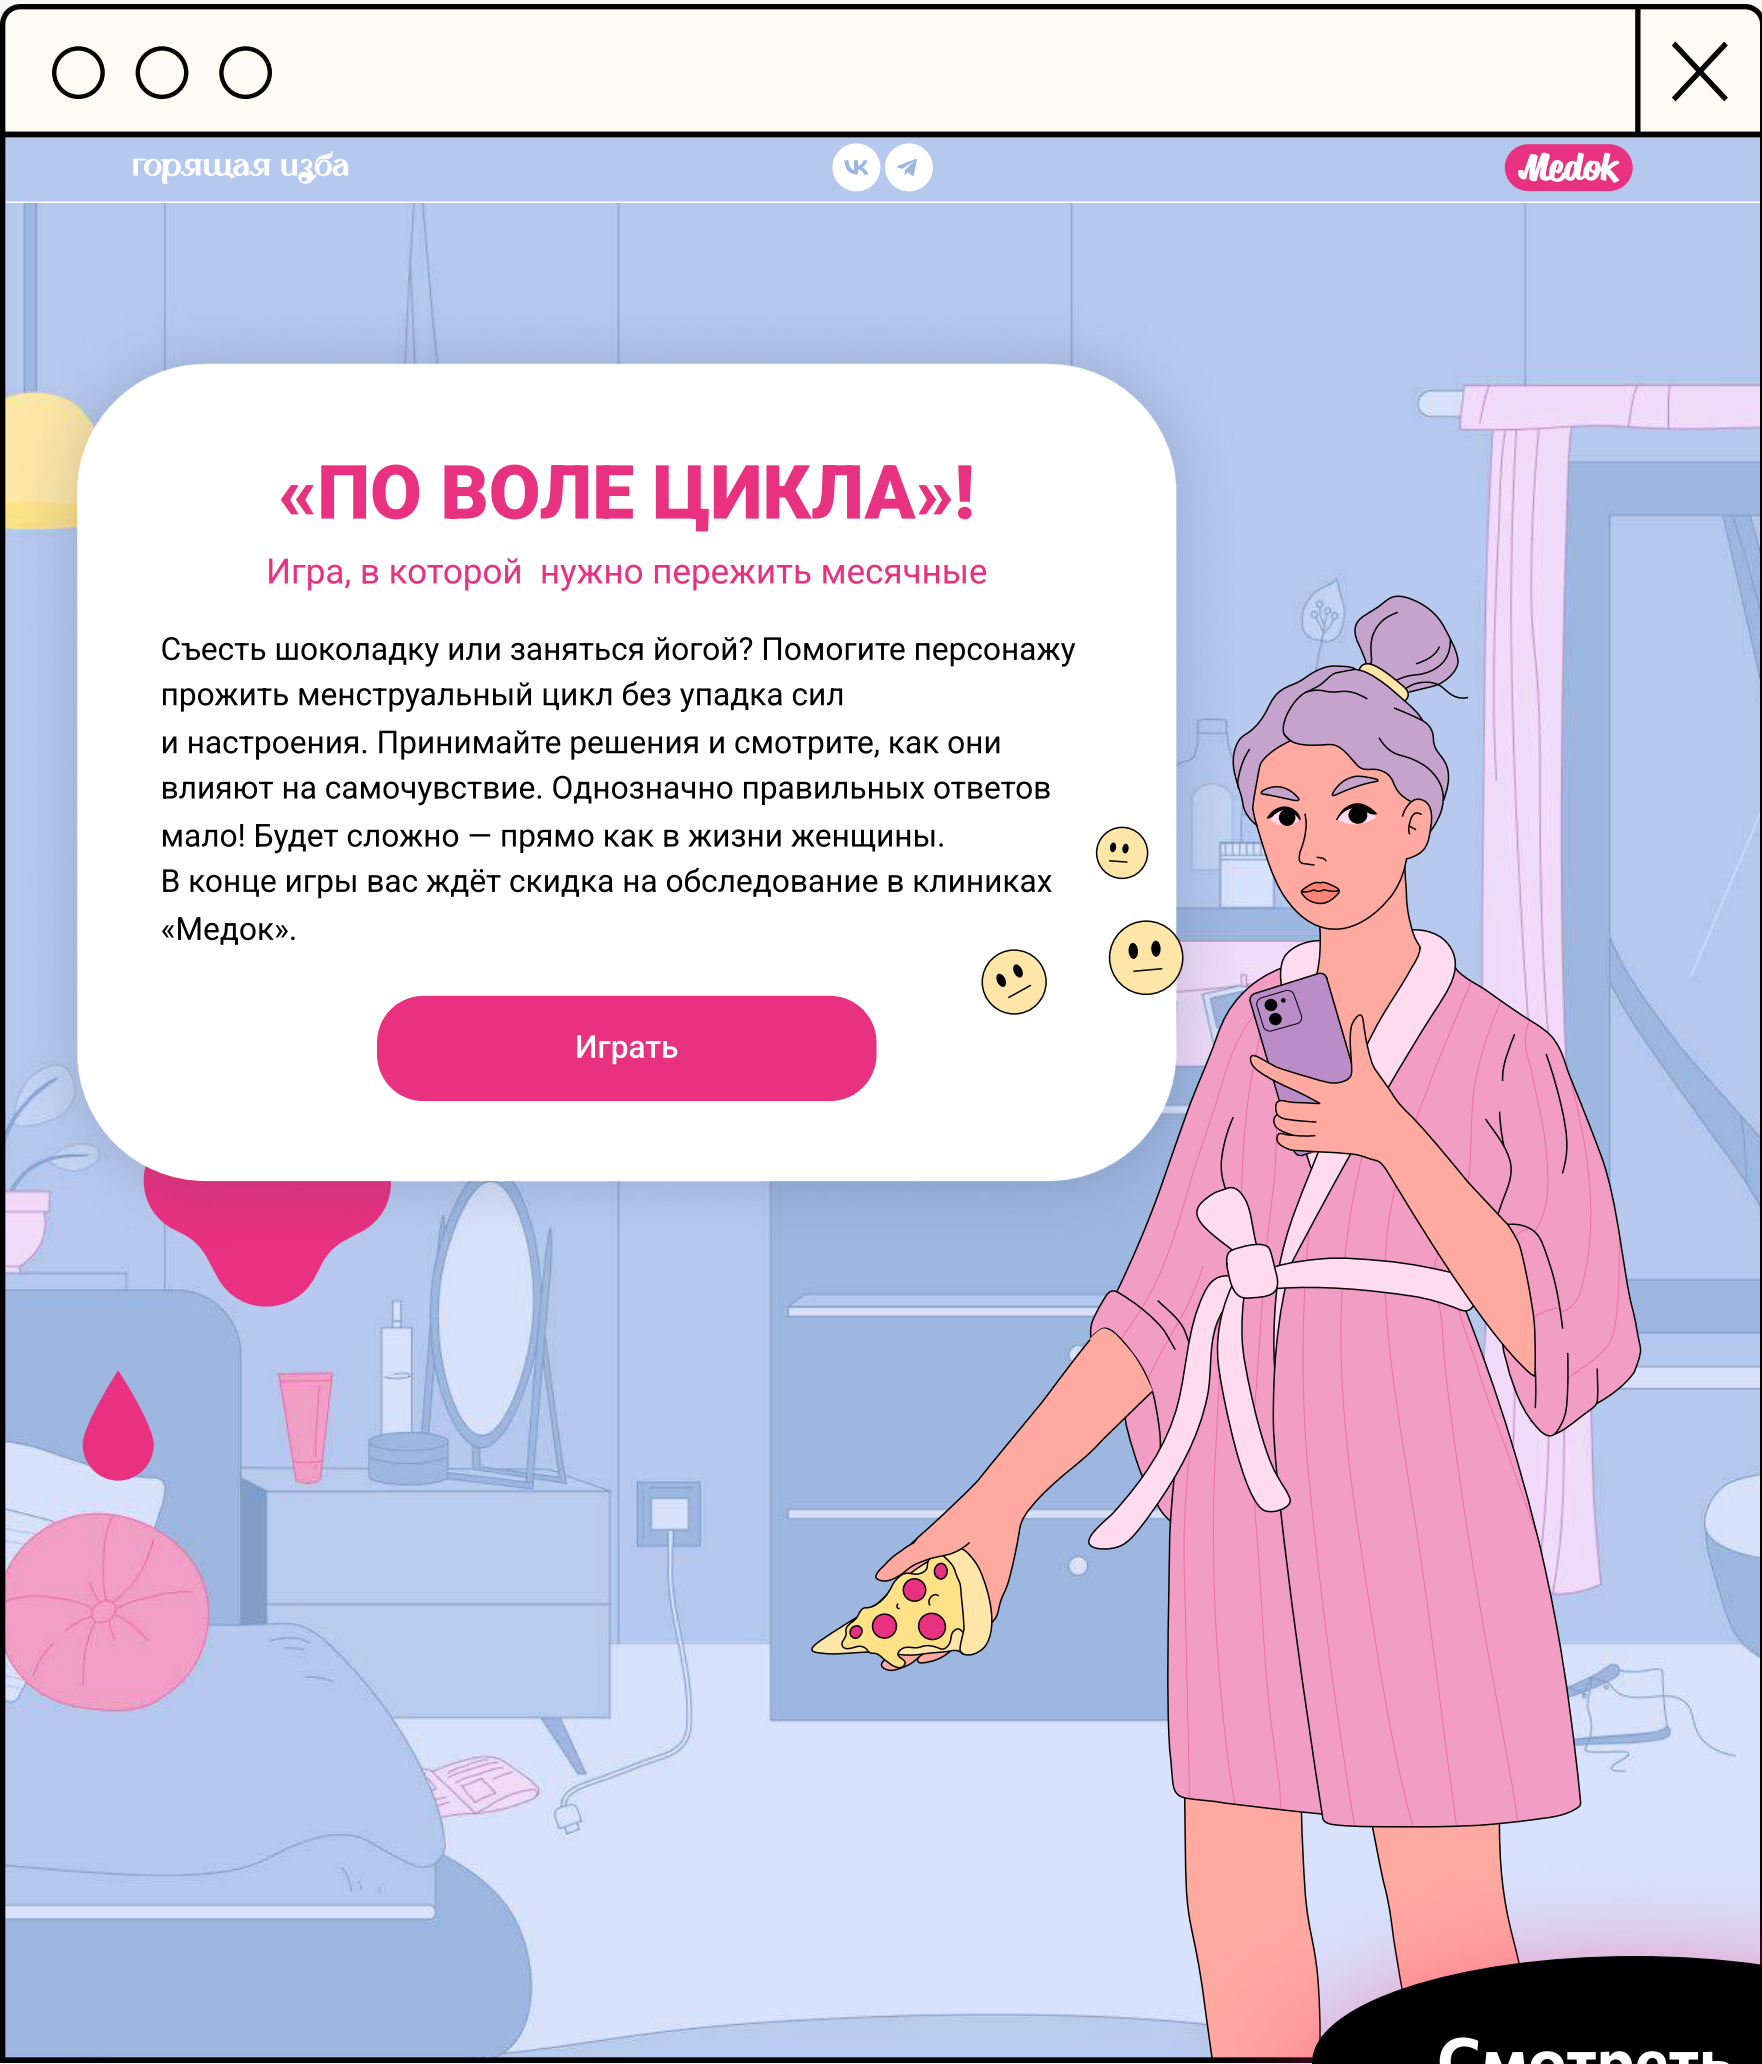 горящая изба
Medok
«ПО ВОЛЕ ЦИКЛА»!
Игра, в которой нужно пережить месячные
Съесть шоколадку или заняться йогой? Помогите персонажу
прожить менструальный цикл без упадка сил
и настроения. Принимайте решения и смотрите, как они
влияют на самочувствие. Однозначно правильных ответов
мало! Будет сложно — прямо как в жизни женщины.
В конце игры вас ждёт скидка на обследование в клиниках
«Медок».
Играть
Смотреть